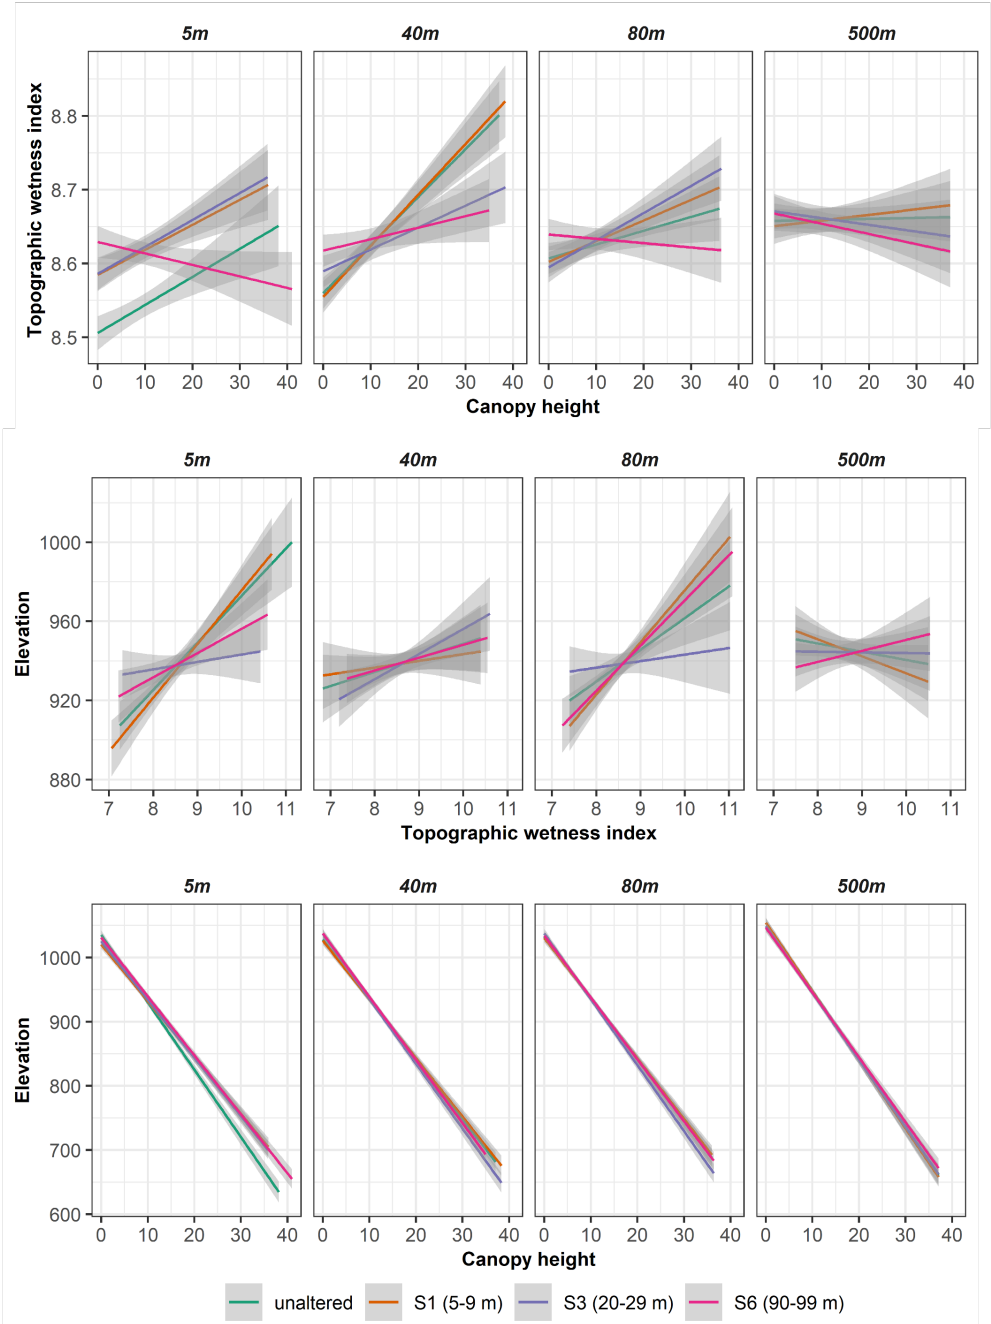 5m 40m 80m 500m
Topographic wetness index
8.8
8.7
8.6
8.5
0 10 20 30 40 0 10 20 30 40 0 10 20 30 40 0 10 20 30 40
Canopy height
5m 40m 80m 500m
Elevation
1000
960
920
880
7 8 9 10 11 7 8 9 10 11 7 8 9 10 11 7 8 9 10 11
Topographic wetness index
5m 40m 80m 500m
Elevation
1000
900
800
700
600
0 10 20 30 40 0 10 20 30 40 0 10 20 30 40 0 10 20 30 40
Canopy height
unaltered S1 (5-9 m) S3 (20-29 m) S6 (90-99 m)